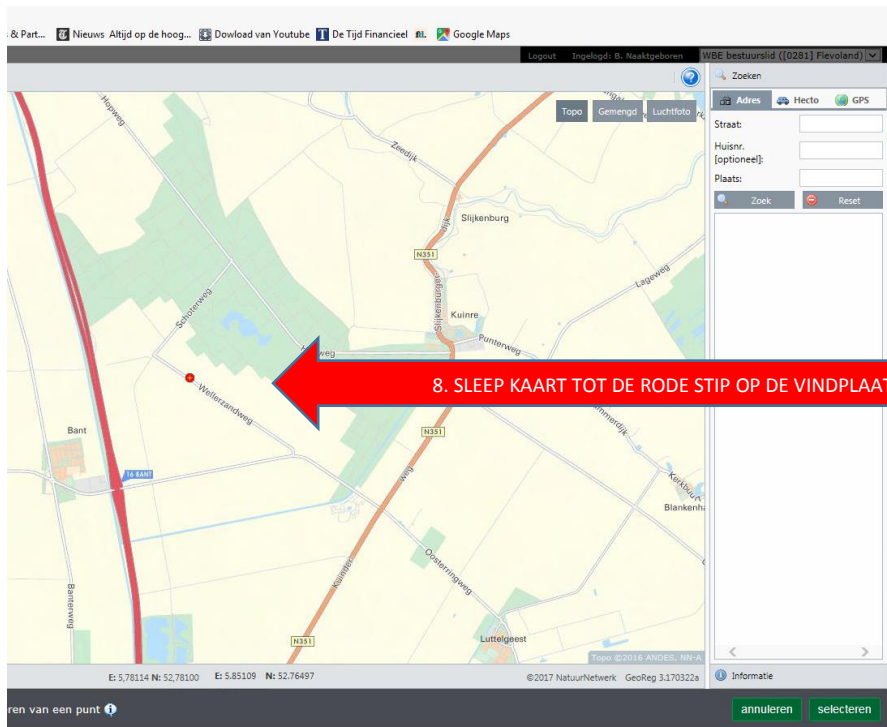 s & Part... Nieuws Altijd op de hoog... Dowload van Youtube De Tijd Financieel Google Maps
Logout Ingelogd: B. Naaktgeboren WBE bestuurslid ([0281] Flevoland)
Zoeken
Topo Gemengd Luchtfoto
Adres Hecto GPS
Straat:
Huisnr.
[optioneel]:
Plaats:
Zoek Reset
Hopweg
Zeedijk
Slijkenburg
N351
Lageweg
Schoterweg
Kuinre
Punterweg
8. SLEEP KAART TOT DE RODE STIP OP DE VINDPLAAT
Wellerzandweg
Bant
N351
16 BANT
weg
Blankenh
Oosterringweg
Kuinder
Banterweg
N351
Luttelgeest
Topo ©2016 ANDES, NN-A
E: 5,78114 N: 52,78100 E: 5.85109 N: 52.76497 ©2017 NatuurNetwerk GeoReg 3.170322a Informatie
ren van een punt annuleren selecteren